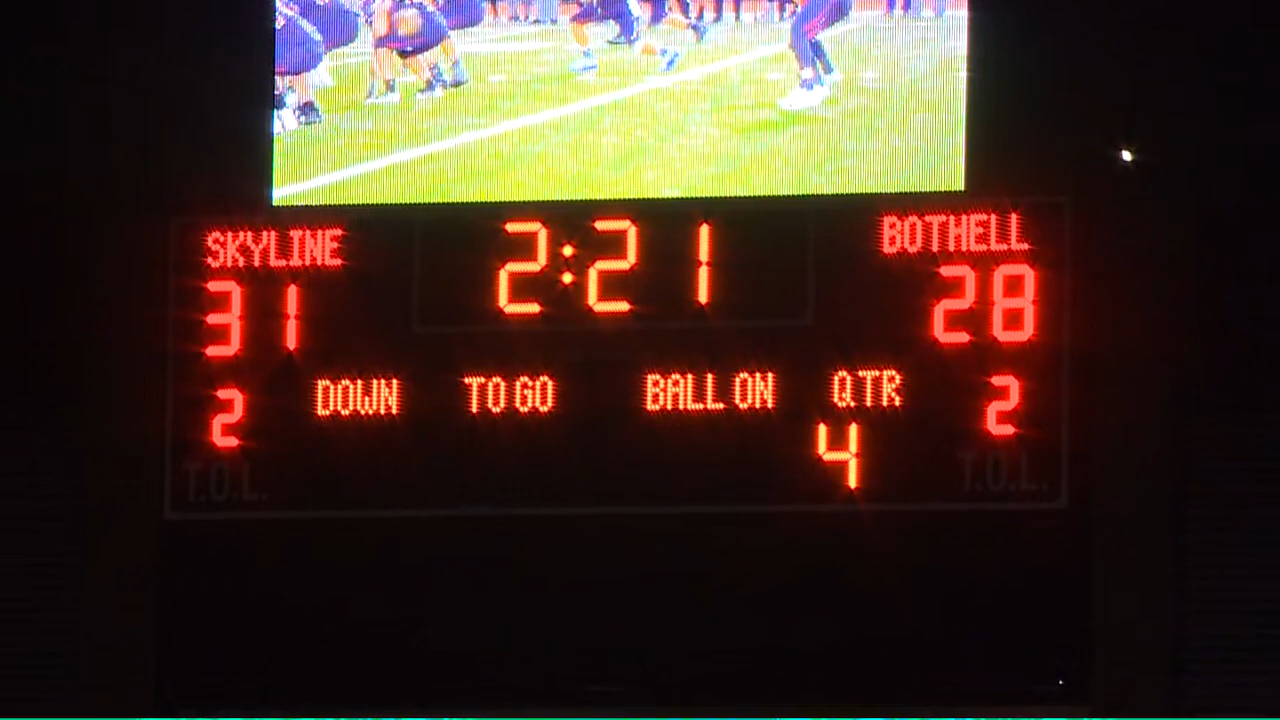 SKYLINE 2:21 BOTHELL
31 28
DOWN TO GO BALL ON QTR
2 4 2
T.O.L. T.O.L.